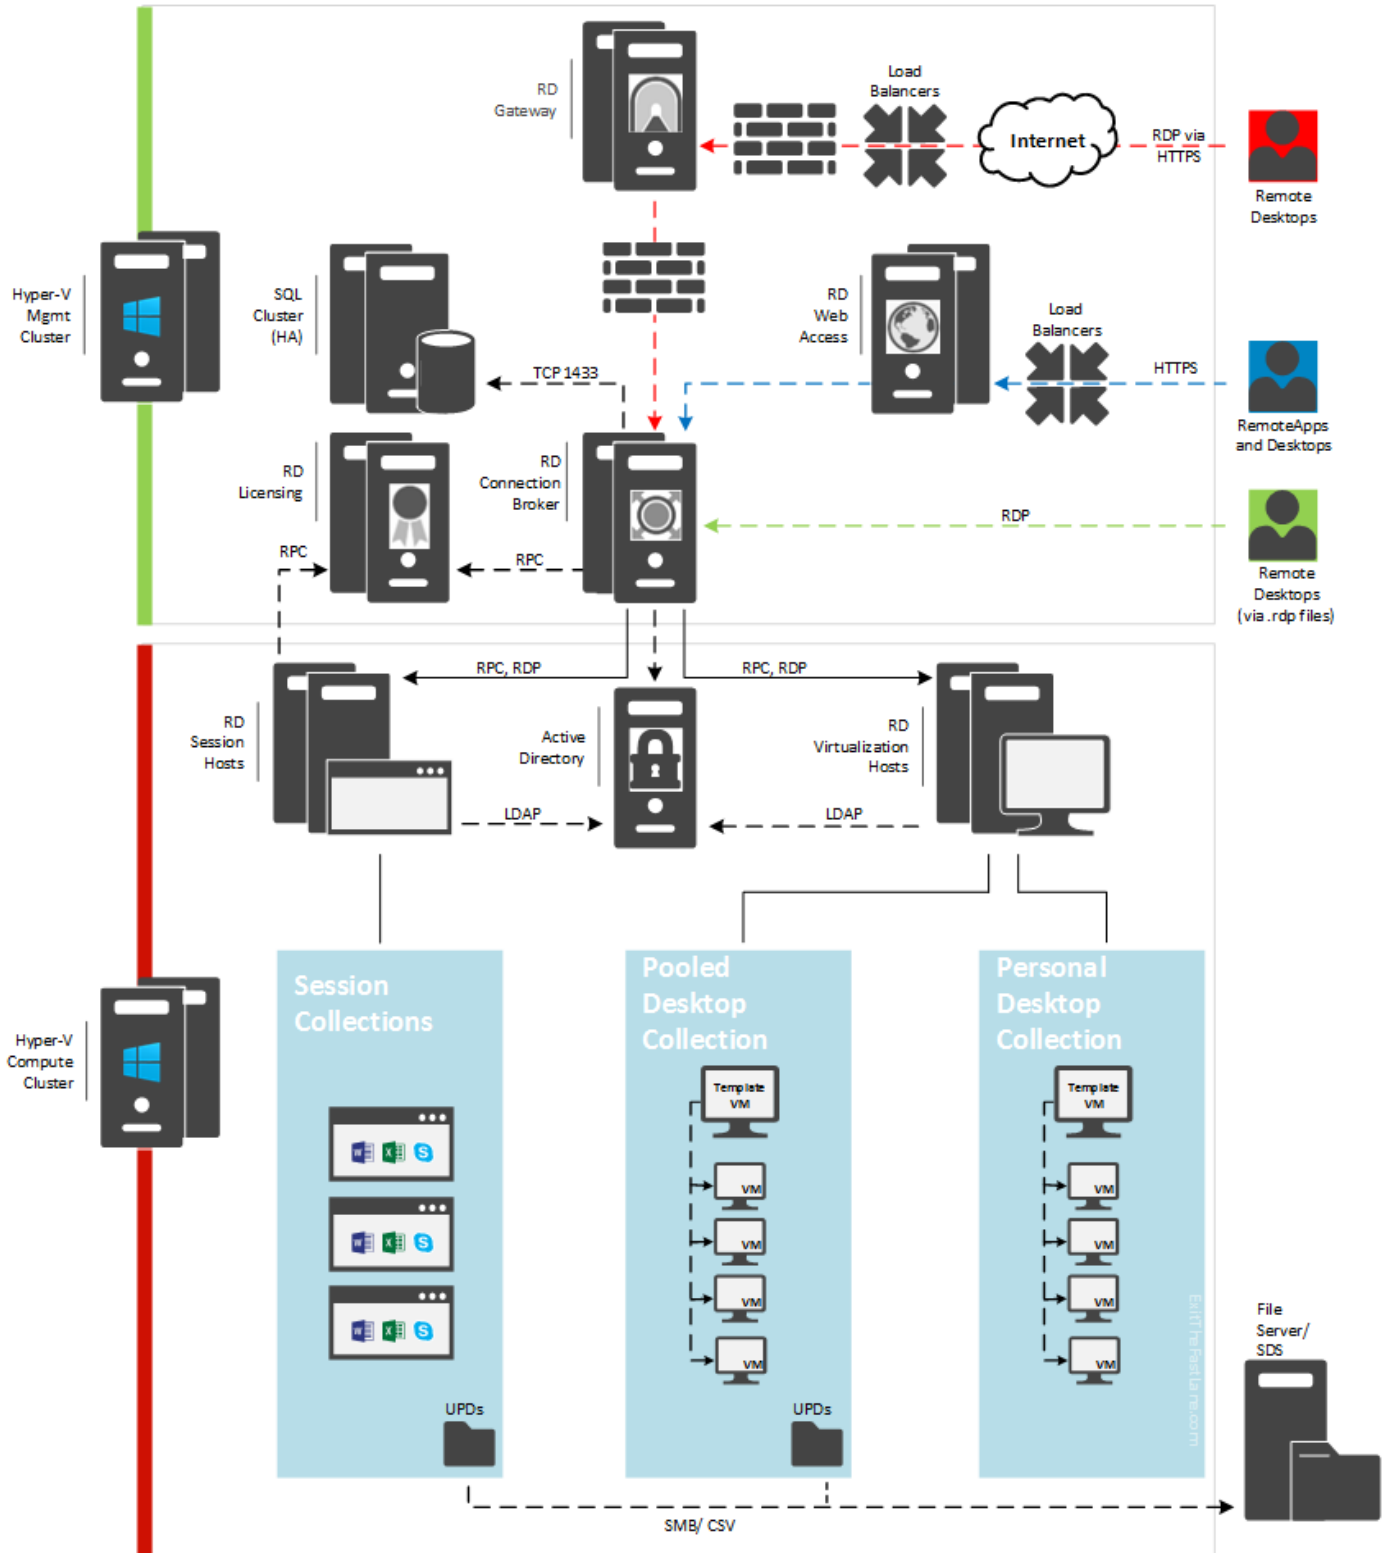 RD
Gateway
Load
Balancers
Internet
RDP via
HTTPS
Remote
Desktops
Hyper-V
Mgmt
Cluster
SQL
Cluster
(HA)
RD
Web
Access
Load
Balancers
HTTPS
RemoteApps
and Desktops
TCP 1433
RD
Licensing
RD
Connection
Broker
RDP
Remote
Desktops
(via .rdp files)
RPC
RPC
RPC, RDP
RPC, RDP
RD
Session
Hosts
Active
Directory
RD
Virtualization
Hosts
LDAP
LDAP
Hyper-V
Compute
Cluster
Session
Collections
Pooled
Desktop
Collection
Personal
Desktop
Collection
Template
VM
Template
VM
VM
VM
VM
VM
VM
VM
VM
VM
W X S
W X S
W X S
UPDs
UPDs
ExitTheFastLane.com
File
Server/
SDS
SMB/ CSV